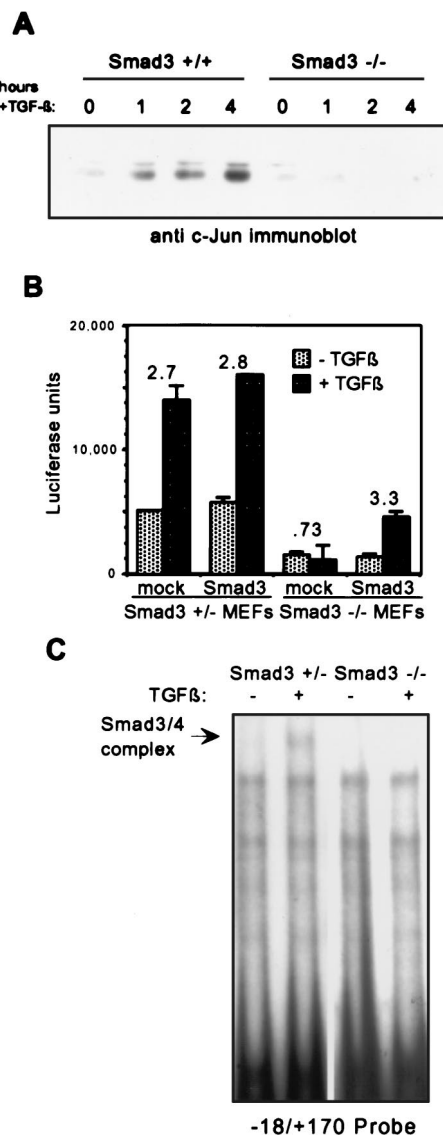 A
Smad3 +/+ Smad3 -/-
hours
+TGF-ß: 0 1 2 4 0 1 2 4
anti c-Jun immunoblot
B
20,000
10,000
0
Luciferase units
- TGFß
+ TGFß
2.7 2.8 .73 3.3
mock Smad3 mock Smad3
Smad3 +/- MEFs Smad3 -/- MEFs
C
Smad3 +/- Smad3 -/-
TGFß: - + - +
Smad3/4
complex
-18/+170 Probe